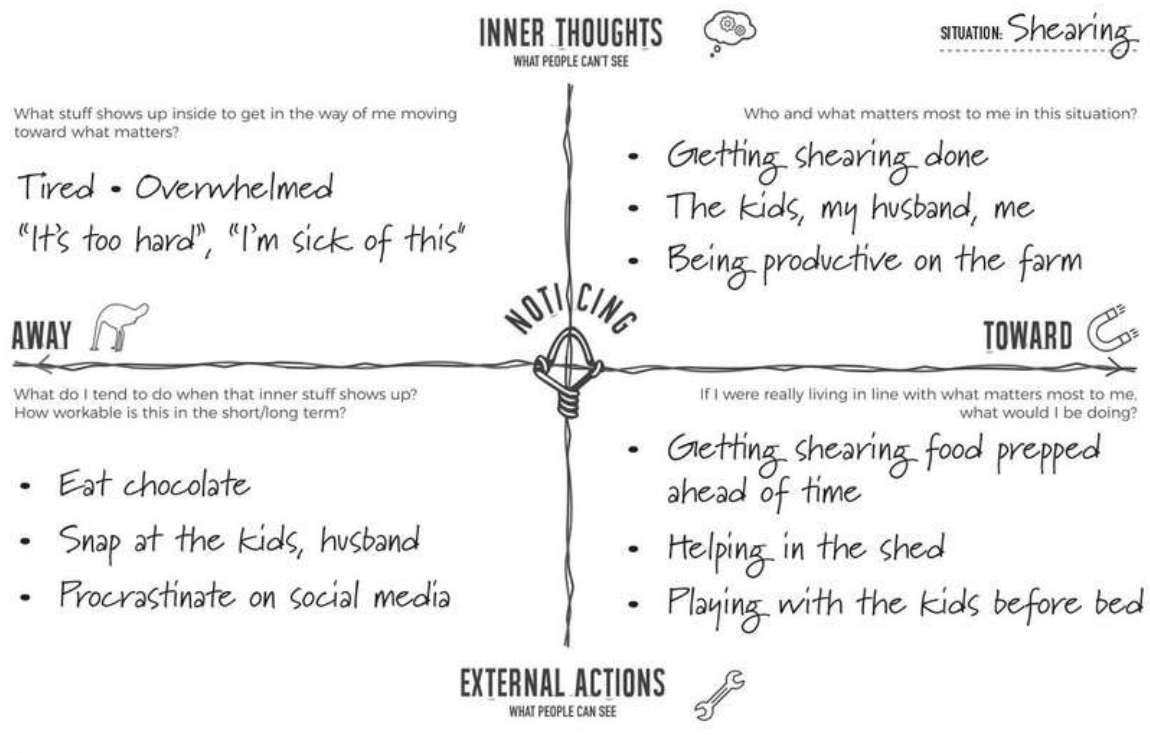 INNER THOUGHTS
WHAT PEOPLE CAN'T SEE
SITUATION: Shearing
What stuff shows up inside to get in the way of me moving
toward what matters?
Tired • Overwhelmed
"It's too hard", "I'm sick of this"
Who and what matters most to me in this situation?
• Getting shearing done
• The kids, my husband, me
• Being productive on the farm
NOTICING
AWAY
TOWARD
What do I tend to do when that inner stuff shows up?
How workable is this in the short/long term?
• Eat chocolate
• Snap at the kids, husband
• Procrastinate on social media
If I were really living in line with what matters most to me,
what would I be doing?
• Getting shearing food prepped
ahead of time
• Helping in the shed
• Playing with the kids before bed
EXTERNAL ACTIONS
WHAT PEOPLE CAN SEE